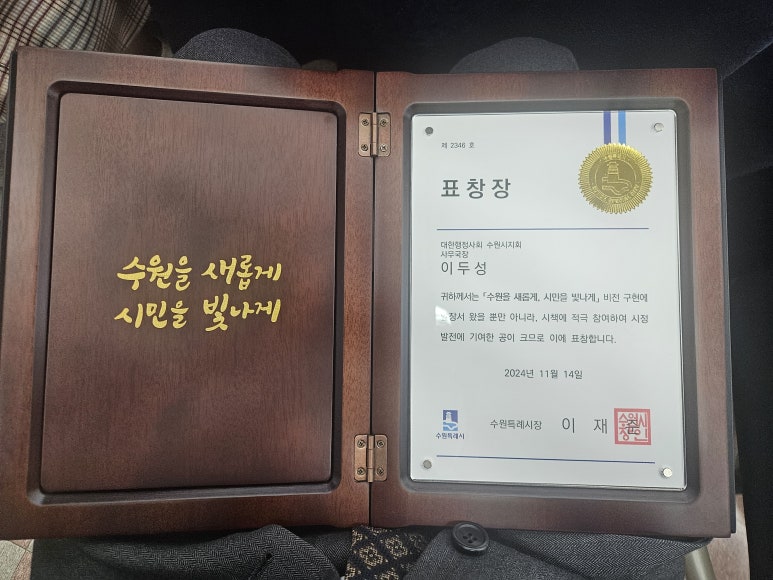 수원을 새롭게
시민을 빛나게
제 2346 호
표창장
대한행정사회 수원시지회
사무국장
이두성
귀하께서는 「수원을 새롭게, 시민을 빛나게」 비전 구현에
장서 왔을 뿐만 아니라, 시책에 적극 참여하여 시정
발전에 기여한 공이 크므로 이에 표창합니다.
2024년 11월 14일
수원특례시
수원특례시장 이 재